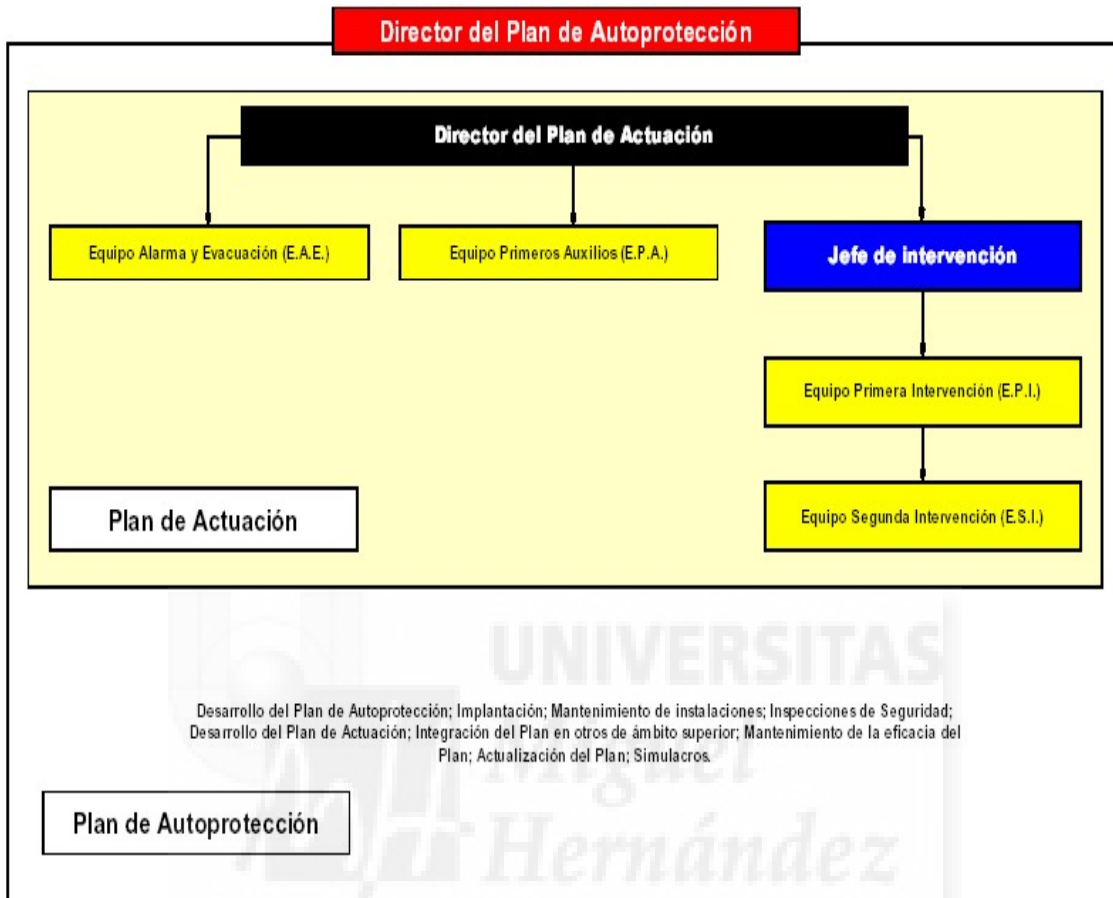 Director del Plan de Autoprotección
Director del Plan de Actuación
Equipo Alarma y Evacuación (E.A.E.)
Equipo Primeros Auxilios (E.P.A.)
Jefe de intervención
Equipo Primera Intervención (E.P.I.)
Equipo Segunda Intervención (E.S.I.)
Plan de Actuación
UNIVERSITAS
Desarrollo del Plan de Autoprotección; Implantación; Mantenimiento de instalaciones; Inspecciones de Seguridad;
Desarrollo del Plan de Actuación; Integración del Plan en otros de ámbito superior; Mantenimiento de la eficacia del
Plan; Actualización del Plan; Simulacros.
Miguel
Hernández
Plan de Autoprotección